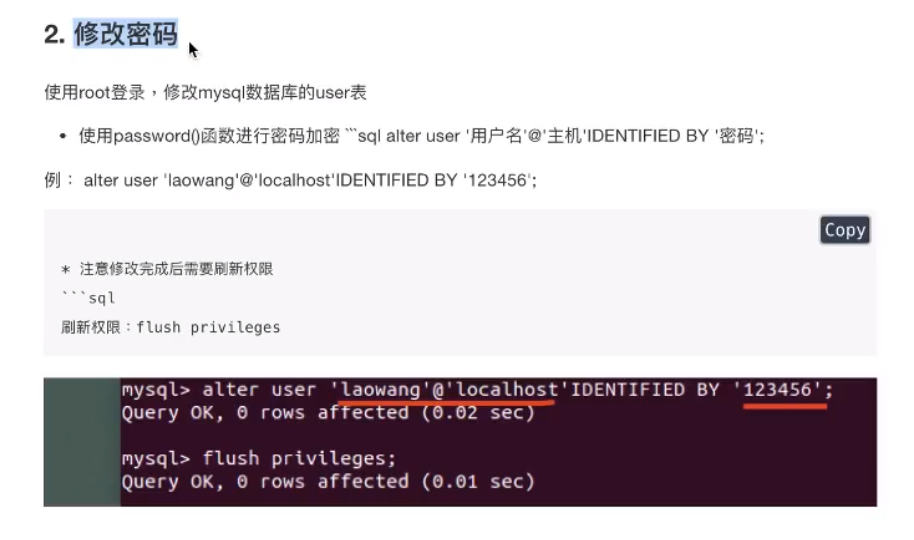 2. 修改密码
使用root登录，修改mysql数据库的user表
• 使用password()函数进行密码加密 ```sql alter user '用户名'@'主机'IDENTIFIED BY '密码';
例： alter user 'laowang'@'localhost'IDENTIFIED BY '123456';
Copy
* 注意修改完成后需要刷新权限
```sql
刷新权限：flush privileges
mysql> alter user 'laowang'@'localhost'IDENTIFIED BY '123456';
Query OK, 0 rows affected (0.02 sec)
mysql> flush privileges;
Query OK, 0 rows affected (0.01 sec)